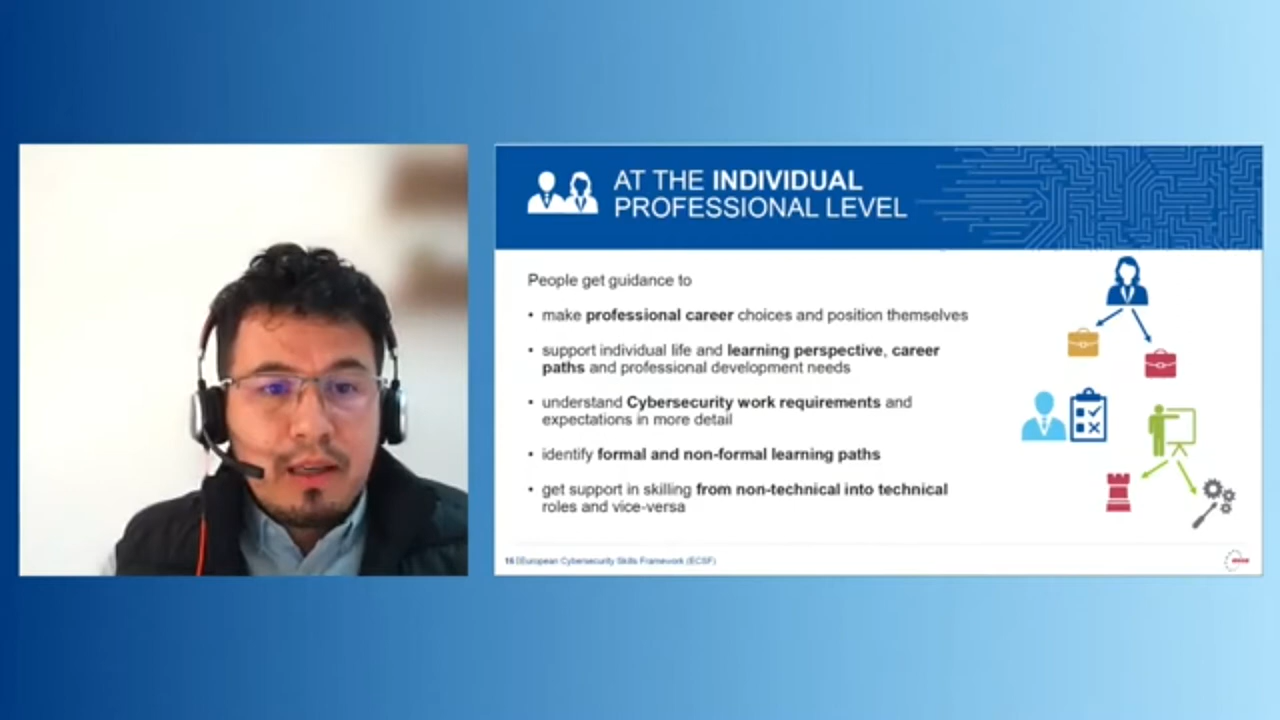 AT THE INDIVIDUAL
PROFESSIONAL LEVEL
People get guidance to
• make professional career choices and position themselves
• support individual life and learning perspective, career
paths and professional development needs
• understand Cybersecurity work requirements and
expectations in more detail
• identify formal and non-formal learning paths
• get support in skilling from non-technical into technical
roles and vice-versa
European Cybersecurity Skills Framework (ECSF)